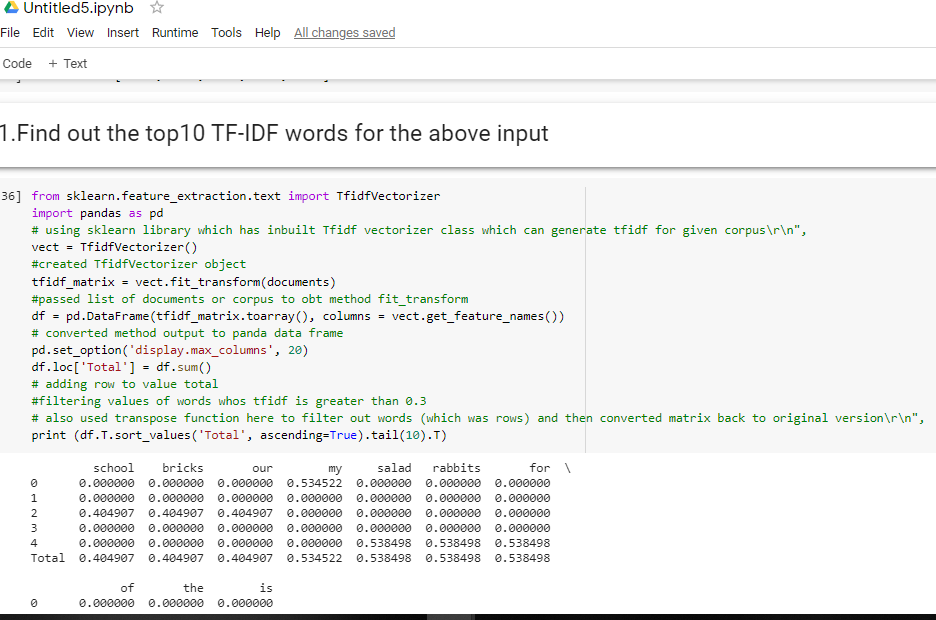 Untitled5.ipynb
File Edit View Insert Runtime Tools Help All changes saved
Code + Text
1.Find out the top10 TF-IDF words for the above input
36] from sklearn.feature_extraction.text import TfidfVectorizer
import pandas as pd
# using sklearn library which has inbuilt Tfidf vectorizer class which can generate tfidf for given corpus\r\n",
vect = TfidfVectorizer()
#created TfidfVectorizer object
tfidf_matrix = vect.fit_transform(documents)
#passed list of documents or corpus to obt method fit_transform
df = pd.DataFrame(tfidf_matrix.toarray(), columns = vect.get_feature_names())
# converted method output to panda data frame
pd.set_option('display.max_columns', 20)
df.loc['Total'] = df.sum()
# adding row to value total
#filtering values of words whos tfidf is greater than 0.3
# also used transpose function here to filter out words (which was rows) and then converted matrix back to original version\r\n",
print (df.T.sort_values('Total', ascending=True).tail(10).T)
school bricks our my salad rabbits for \
0 0.000000 0.000000 0.000000 0.534522 0.000000 0.000000 0.000000
1 0.000000 0.000000 0.000000 0.000000 0.000000 0.000000 0.000000
2 0.404907 0.404907 0.404907 0.000000 0.000000 0.000000 0.000000
3 0.000000 0.000000 0.000000 0.000000 0.000000 0.000000 0.000000
4 0.000000 0.000000 0.000000 0.000000 0.538498 0.538498 0.538498
Total 0.404907 0.404907 0.404907 0.534522 0.538498 0.538498 0.538498
of the is
0 0.000000 0.000000 0.000000